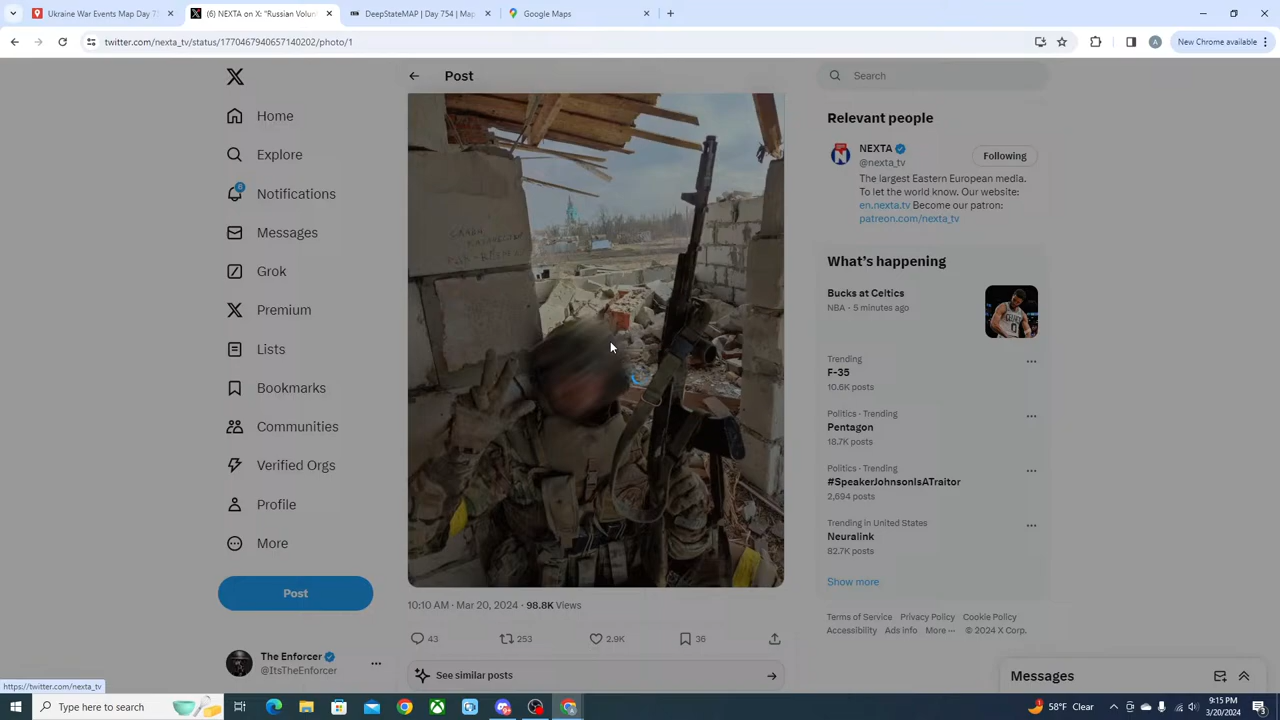 Ukraine War Events Map Day 7
(6) NEXTA on X: "Russian Volun
DeepStateMAP | Day 754 | Map
Google Maps
twitter.com/nexta_tv/status/1770467940657140202/photo/1
A
New Chrome available
Post
Search
Home
Explore
6
Notifications
Messages
Grok
Premium
Lists
Bookmarks
Communities
Verified Orgs
Profile
More
Post
The Enforcer
@ItsTheEnforcer
10:10 AM · Mar 20, 2024 · 98.8K Views
43
253
2.9K
36
See similar posts
Relevant people
NEXTA
@nexta_tv
Following
The largest Eastern European media.
To let the world know. Our website:
en.nexta.tv Become our patron:
patreon.com/nexta_tv
What's happening
Bucks at Celtics
NBA · 5 minutes ago
Trending
F-35
10.6K posts
Politics · Trending
Pentagon
18.7K posts
Politics · Trending
#SpeakerJohnsonIsATraitor
2,694 posts
Trending in United States
Neuralink
82.7K posts
Show more
Terms of Service Privacy Policy Cookie Policy
Accessibility Ads info More ··· © 2024 X Corp.
Messages
https://twitter.com/nexta_tv
Type here to search
58°F Clear
9:15 PM
3/20/2024